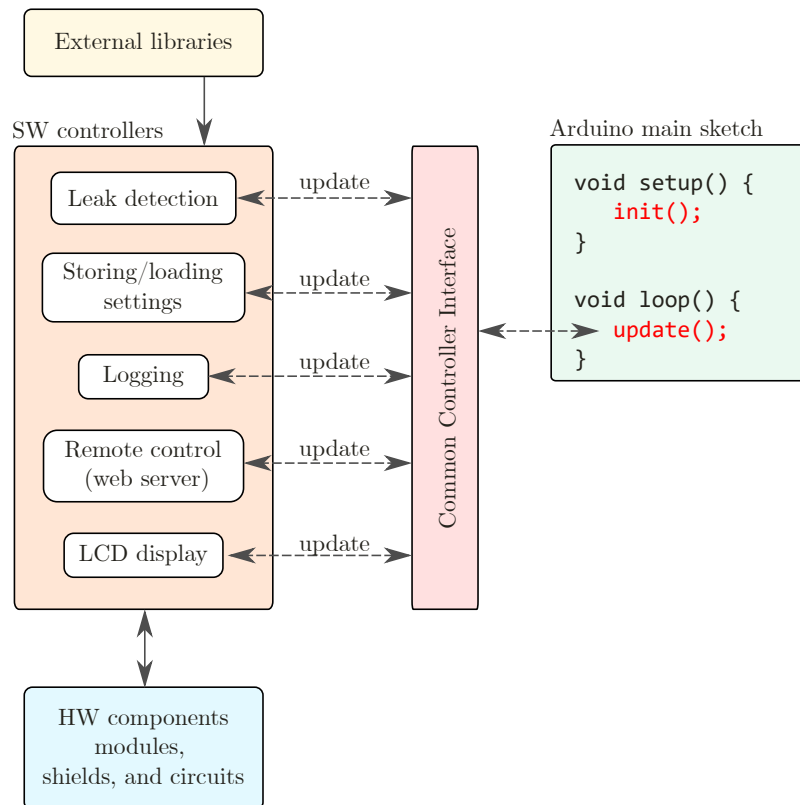 External libraries
SW controllers
Leak detection
update
Storing/loading
settings
update
Logging
update
Remote control
(web server)
update
LCD display
update
Common Controller Interface
Arduino main sketch
void setup() {
init();
}
void loop() {
update();
}
HW components
modules,
shields, and circuits